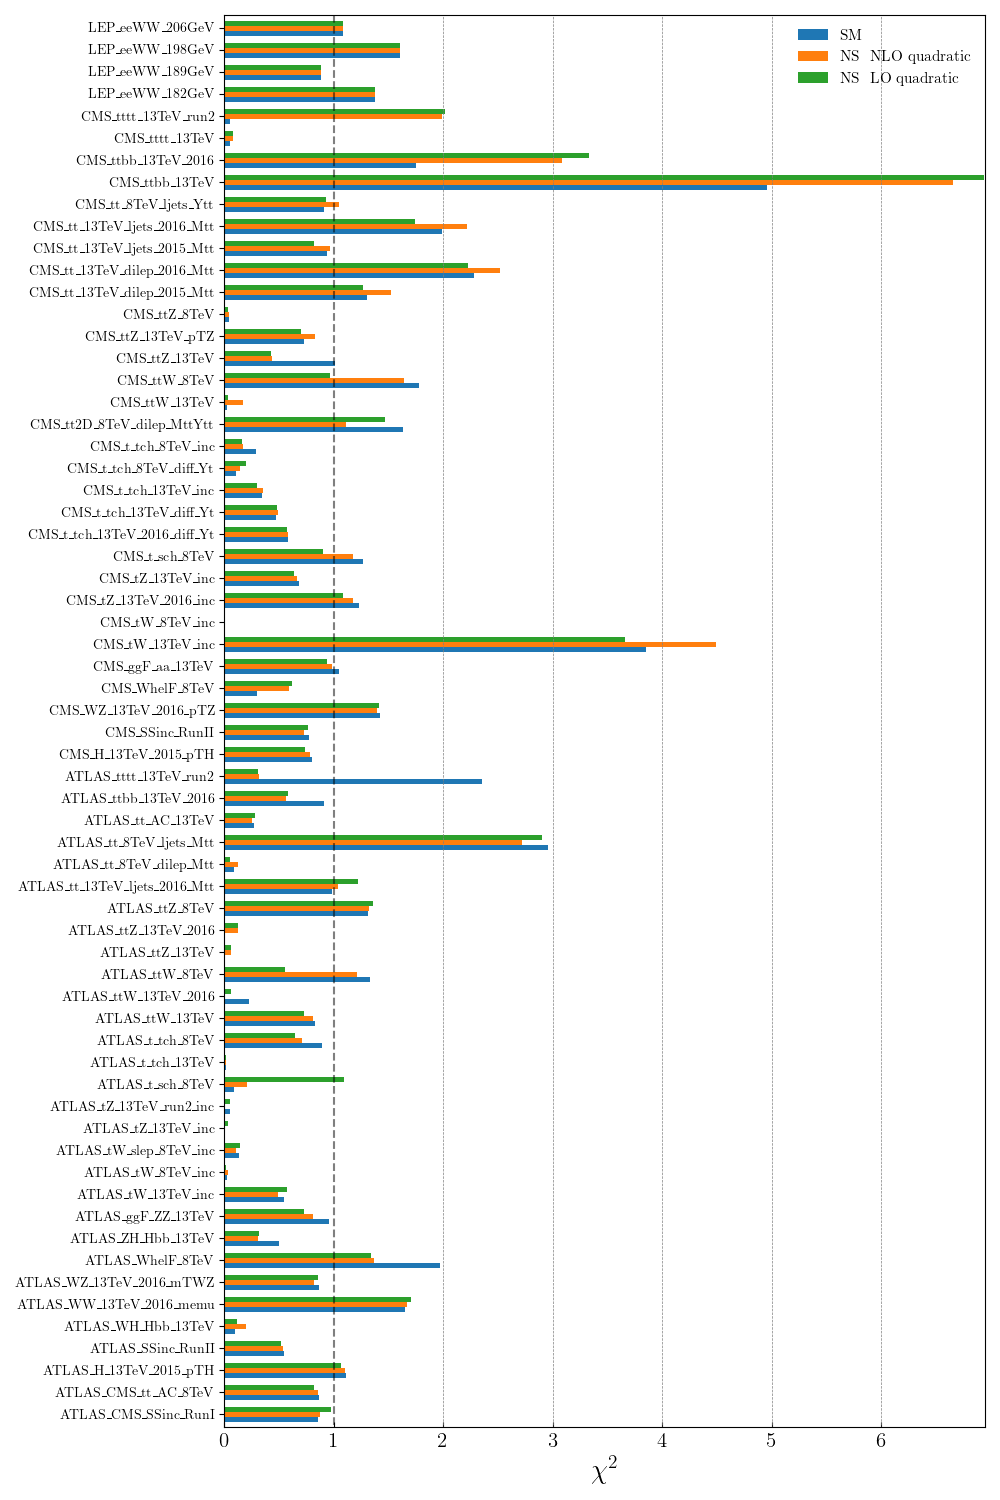 LEP_eeWW_206GeV
LEP_eeWW_198GeV
LEP_eeWW_189GeV
LEP_eeWW_182GeV
CMS_tttt_13TeV_run2
CMS_tttt_13TeV
CMS_ttbb_13TeV_2016
CMS_ttbb_13TeV
CMS_tt_8TeV_ljets_Ytt
CMS_tt_13TeV_ljets_2016_Mtt
CMS_tt_13TeV_ljets_2015_Mtt
CMS_tt_13TeV_dilep_2016_Mtt
CMS_tt_13TeV_dilep_2015_Mtt
CMS_ttZ_8TeV
CMS_ttZ_13TeV_pTZ
CMS_ttZ_13TeV
CMS_ttW_8TeV
CMS_ttW_13TeV
CMS_tt2D_8TeV_dilep_MttYtt
CMS_t_tch_8TeV_inc
CMS_t_tch_8TeV_diff_Yt
CMS_t_tch_13TeV_inc
CMS_t_tch_13TeV_diff_Yt
CMS_t_tch_13TeV_2016_diff_Yt
CMS_t_sch_8TeV
CMS_tZ_13TeV_inc
CMS_tZ_13TeV_2016_inc
CMS_tW_8TeV_inc
CMS_tW_13TeV_inc
CMS_ggF_aa_13TeV
CMS_WhelF_8TeV
CMS_WZ_13TeV_2016_pTZ
CMS_SSinc_RunII
CMS_H_13TeV_2015_pTH
ATLAS_tttt_13TeV_run2
ATLAS_ttbb_13TeV_2016
ATLAS_tt_AC_13TeV
ATLAS_tt_8TeV_ljets_Mtt
ATLAS_tt_8TeV_dilep_Mtt
ATLAS_tt_13TeV_ljets_2016_Mtt
ATLAS_ttZ_8TeV
ATLAS_ttZ_13TeV_2016
ATLAS_ttZ_13TeV
ATLAS_ttW_8TeV
ATLAS_ttW_13TeV_2016
ATLAS_ttW_13TeV
ATLAS_t_tch_8TeV
ATLAS_t_tch_13TeV
ATLAS_t_sch_8TeV
ATLAS_tZ_13TeV_run2_inc
ATLAS_tZ_13TeV_inc
ATLAS_tW_slep_8TeV_inc
ATLAS_tW_8TeV_inc
ATLAS_tW_13TeV_inc
ATLAS_ggF_ZZ_13TeV
ATLAS_ZH_Hbb_13TeV
ATLAS_WhelF_8TeV
ATLAS_WZ_13TeV_2016_mTWZ
ATLAS_WW_13TeV_2016_memu
ATLAS_WH_Hbb_13TeV
ATLAS_SSinc_RunII
ATLAS_H_13TeV_2015_pTH
ATLAS_CMS_tt_AC_8TeV
ATLAS_CMS_SSinc_RunI
SM
NS NLO quadratic
NS LO quadratic
0 1 2 3 4 5 6
χ²